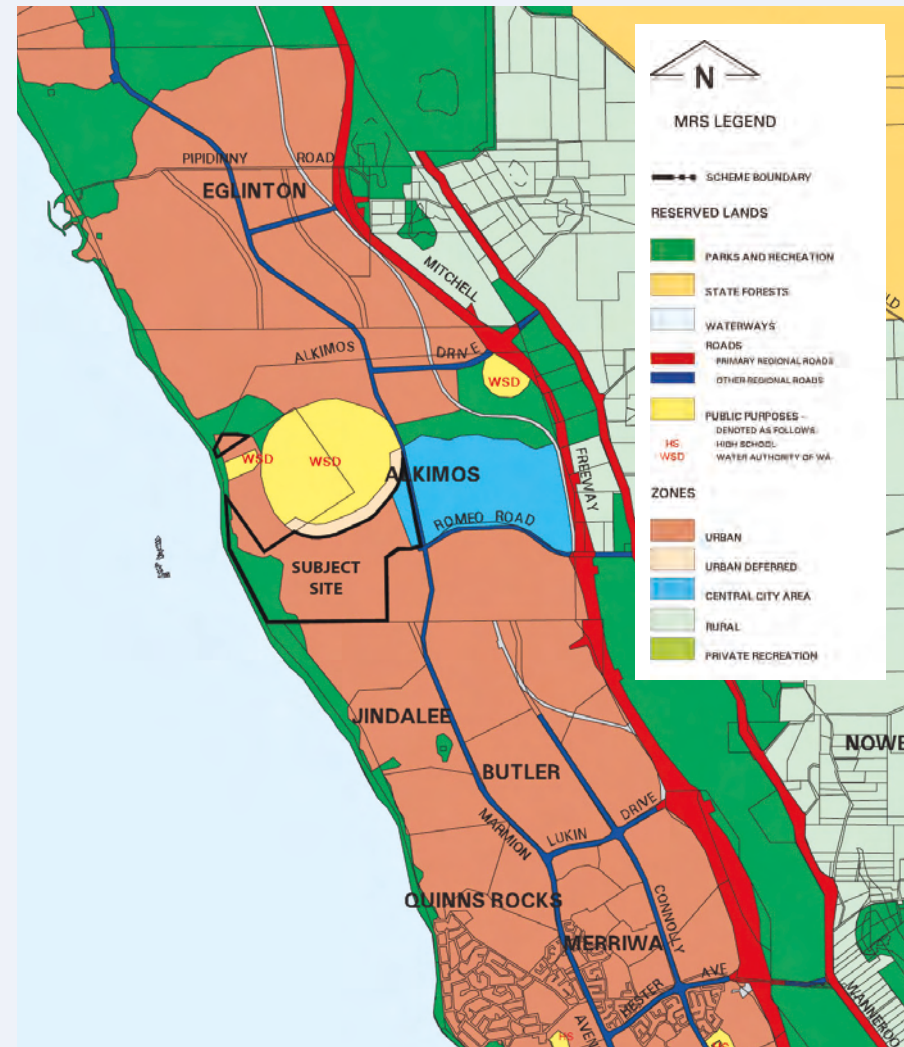 N
MRS LEGEND
SCHEME BOUNDARY
RESERVED LANDS
PARKS AND RECREATION
STATE FORESTS
WATERWAYS
ROADS
PRIMARY REGIONAL ROADS
OTHER REGIONAL ROADS
PUBLIC PURPOSES -
DENOTED AS FOLLOWS
HS HIGH SCHOOL
WSD WATER AUTHORITY OF WA
ZONES
URBAN
URBAN DEFERRED
CENTRAL CITY AREA
RURAL
PRIVATE RECREATION
PIPIDINNY ROAD
EGLINTON
MITCHELL
ALKIMOS DRIVE
WSD
WSD
WSD
ALKIMOS
FREEWAY
ROMEO ROAD
SUBJECT
SITE
JINDALEE
NOWE
BUTLER
MARMION
LUKIN DRIVE
QUINNS ROCKS
CONNOLLY
MERRIWA
HESTER AVE
WANNEROO
AVEN
HS